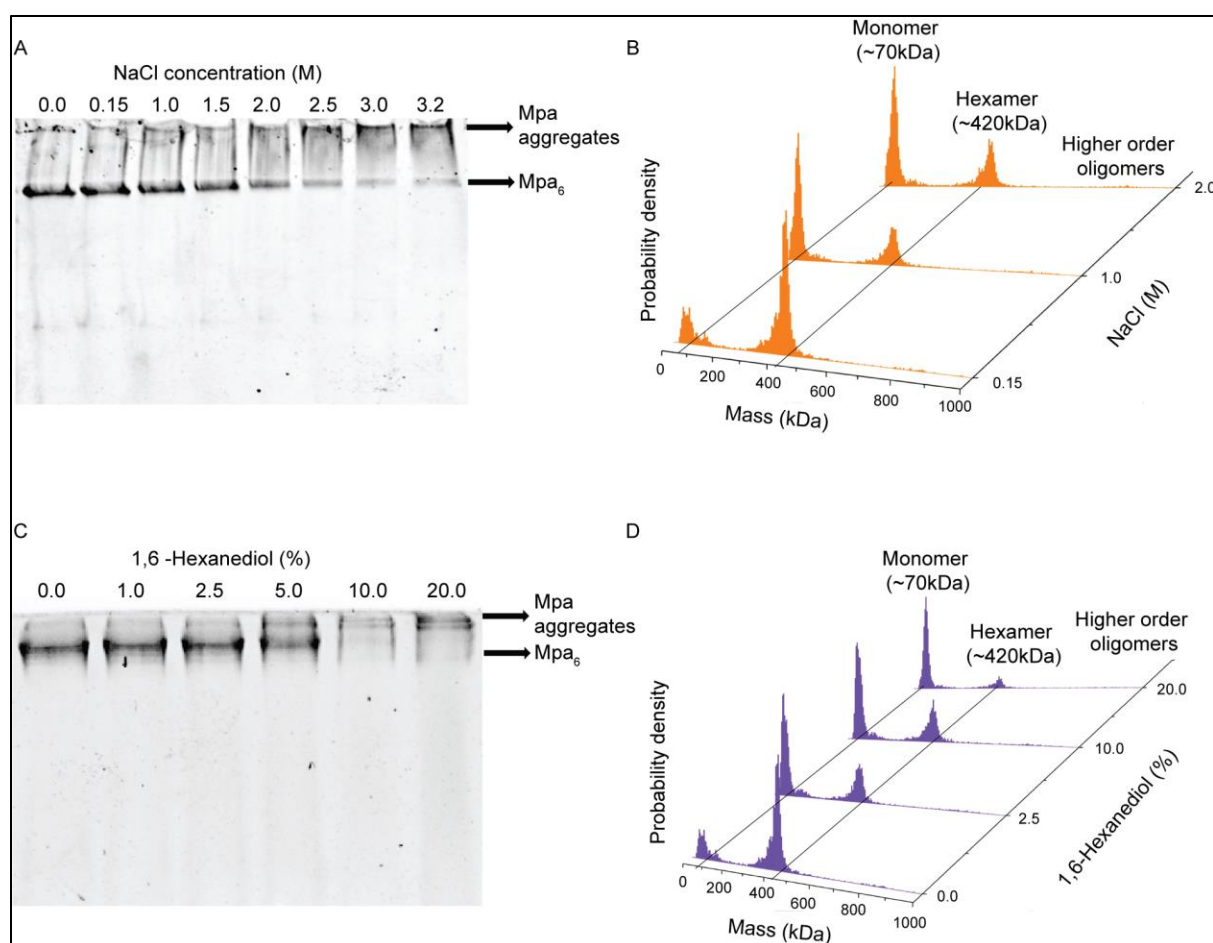 A
NaCl concentration (M)
0.0 0.15 1.0 1.5 2.0 2.5 3.0 3.2
Mpa
aggregates
Mpa₆
B
Monomer
(~70kDa)
Hexamer
(~420kDa)
Higher order
oligomers
Probability density
2.0
1.0
0.15
NaCl (M)
0 200 400 600 800 1000
Mass (kDa)
C
1,6 -Hexanediol (%)
0.0 1.0 2.5 5.0 10.0 20.0
Mpa
aggregates
Mpa₆
D
Monomer
(~70kDa)
Hexamer
(~420kDa)
Higher order
oligomers
Probability density
20.0
10.0
2.5
0.0
1,6-Hexanediol (%)
0 200 400 600 800 1000
Mass (kDa)